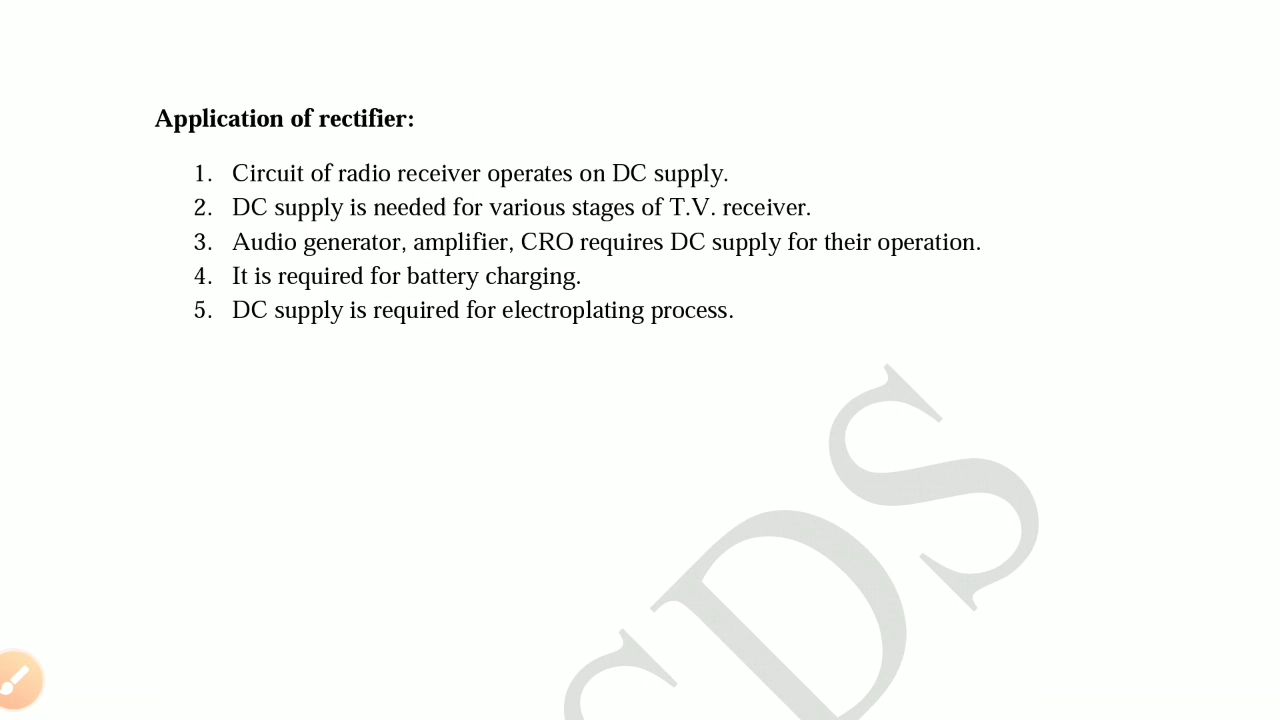 Application of rectifier:
1. Circuit of radio receiver operates on DC supply.
2. DC supply is needed for various stages of T.V. receiver.
3. Audio generator, amplifier, CRO requires DC supply for their operation.
4. It is required for battery charging.
5. DC supply is required for electroplating process.
CDS